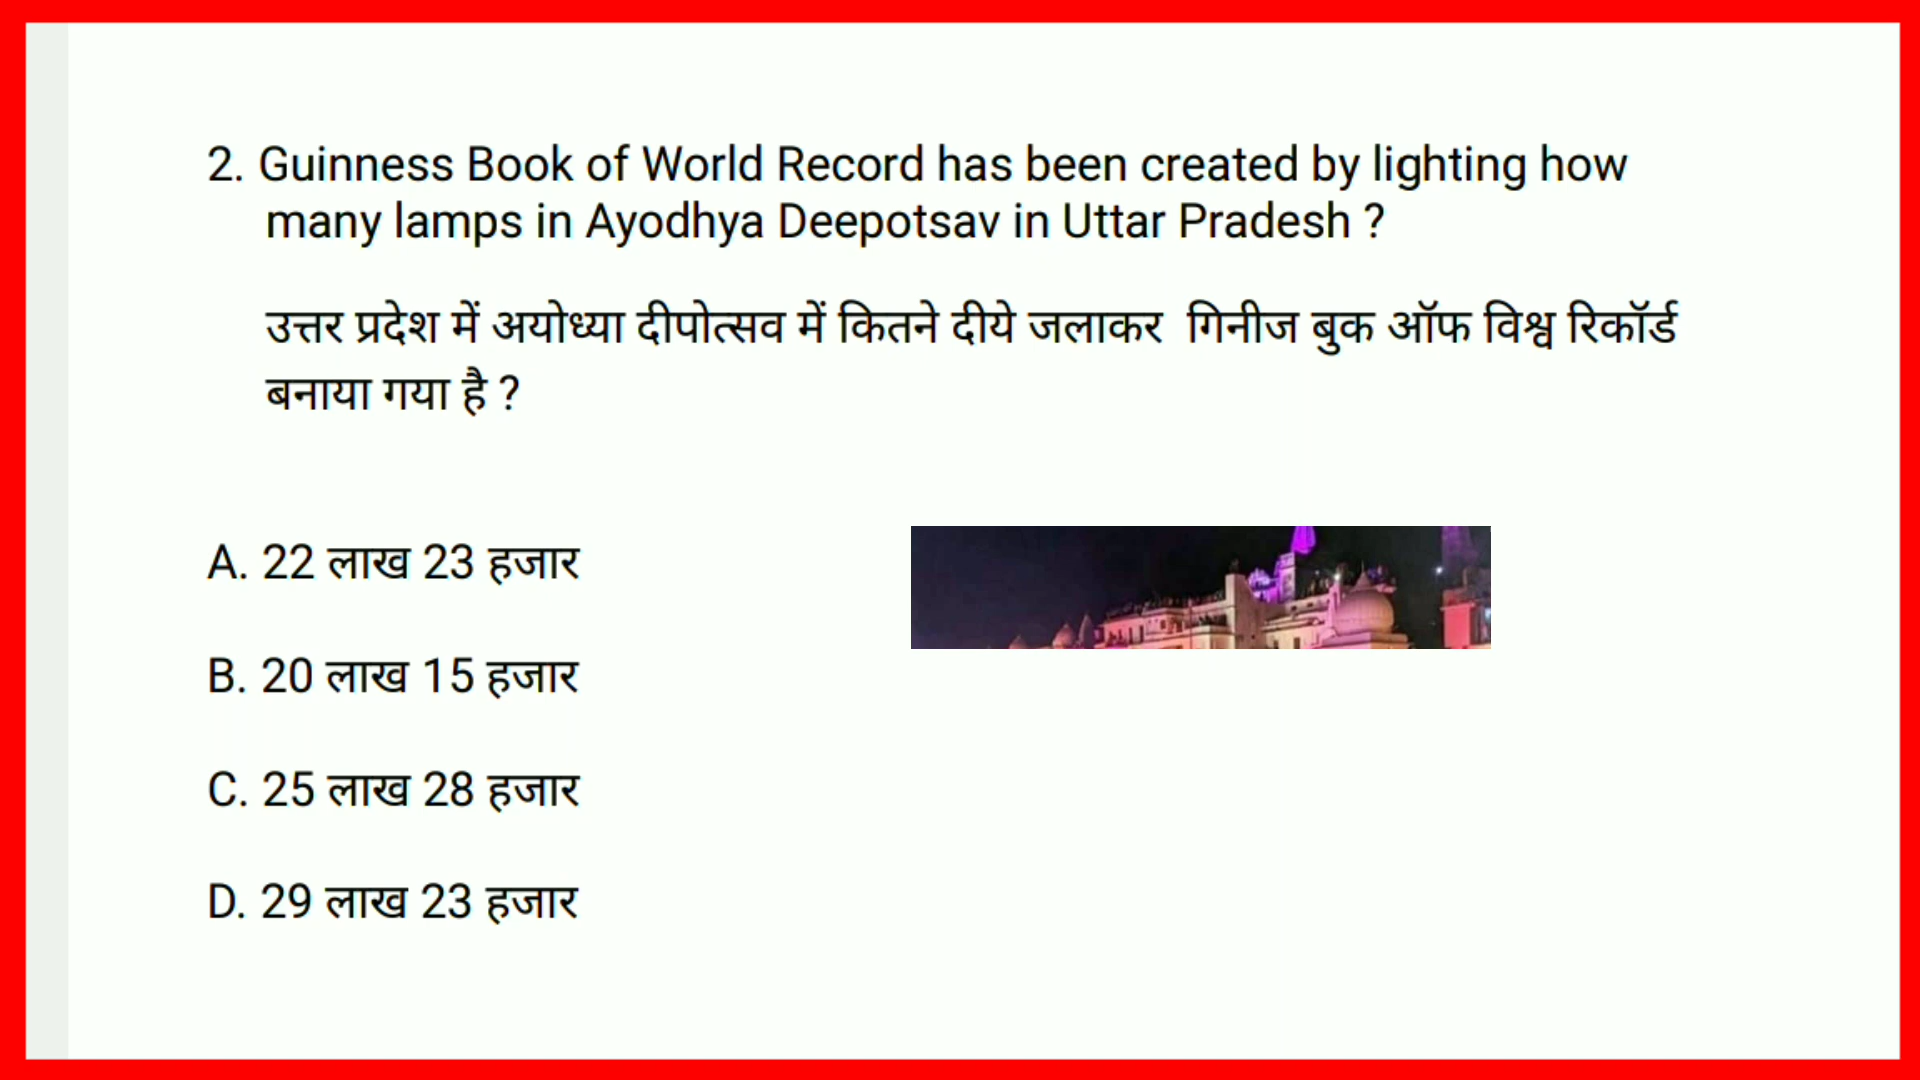 2. Guinness Book of World Record has been created by lighting how
many lamps in Ayodhya Deepotsav in Uttar Pradesh ?
उत्तर प्रदेश में अयोध्या दीपोत्सव में कितने दीये जलाकर गिनीज बुक ऑफ विश्व रिकॉर्ड
बनाया गया है ?
A. 22 लाख 23 हजार
B. 20 लाख 15 हजार
C. 25 लाख 28 हजार
D. 29 लाख 23 हजार